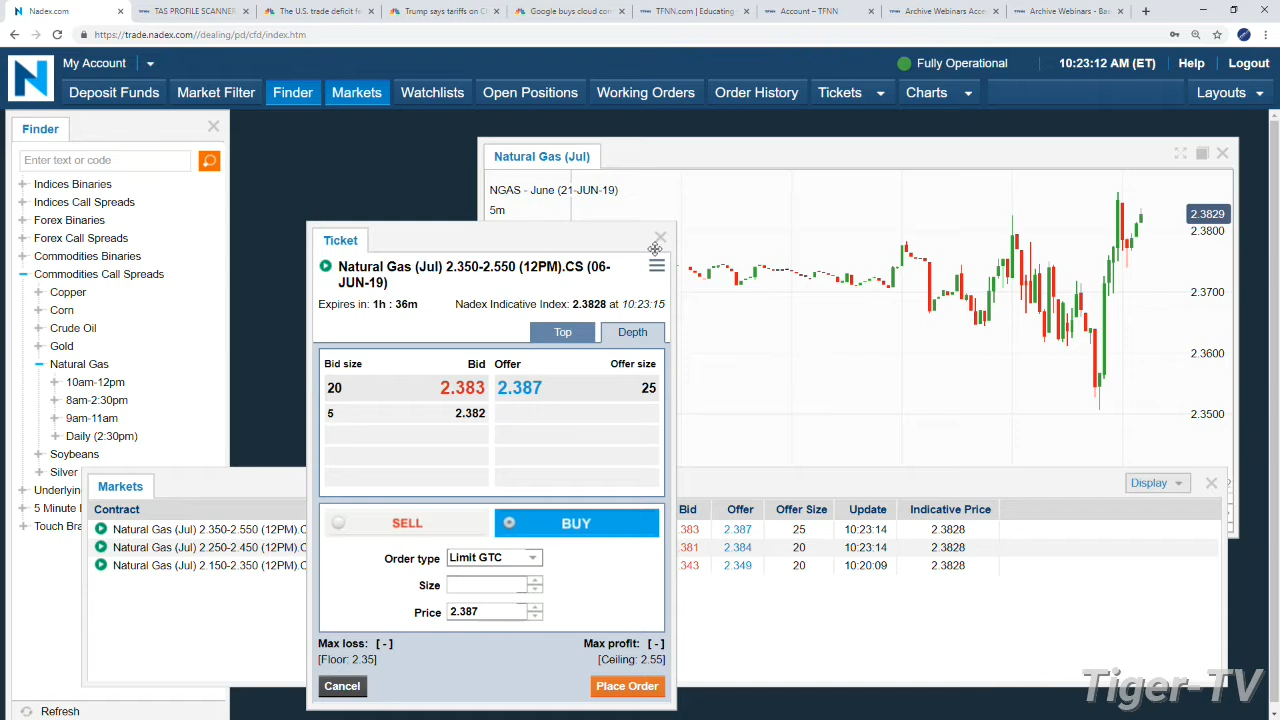 Nadex.com
TAS PROFILE SCANNER
The U.S. trade deficit fe
Trump says tariffs on C
Google buys cloud com
TFNN.com | Educating
Account – TFNN
Archive Webinars Acce
Archive Webinars - Bas
https://trade.nadex.com//dealing/pd/cfd/index.htm
My Account
Fully Operational
10:23:12 AM (ET)
Help
Logout
Deposit Funds
Market Filter
Finder
Markets
Watchlists
Open Positions
Working Orders
Order History
Tickets
Charts
Layouts
Finder
Enter text or code
Indices Binaries
Indices Call Spreads
Forex Binaries
Forex Call Spreads
Commodities Binaries
Commodities Call Spreads
Copper
Corn
Crude Oil
Gold
Natural Gas
10am-12pm
8am-2:30pm
9am-11am
Daily (2:30pm)
Soybeans
Silver
Underlying
5 Minute
Touch Bra
Refresh
Natural Gas (Jul)
NGAS - June (21-JUN-19)
5m
2.3829
2.3800
2.3700
2.3600
2.3500
Ticket
Natural Gas (Jul) 2.350-2.550 (12PM).CS (06-
JUN-19)
Expires in: 1h : 36m
Nadex Indicative Index: 2.3828 at 10:23:15
Top
Depth
Bid size Bid Offer Offer size
20 2.383 2.387 25
5 2.382
SELL
BUY
Order type Limit GTC
Size
Price 2.387
Max loss: [ - ]
Max profit: [ - ]
[Floor: 2.35]
[Ceiling: 2.55]
Cancel
Place Order
Markets
Display
Contract Bid Offer Offer Size Update Indicative Price
Natural Gas (Jul) 2.350-2.550 (12PM).C 383 2.387 25 10:23:14 2.3828
Natural Gas (Jul) 2.250-2.450 (12PM).C 381 2.384 20 10:23:14 2.3828
Natural Gas (Jul) 2.150-2.350 (12PM).C 343 2.349 20 10:20:09 2.3828
Tiger-TV